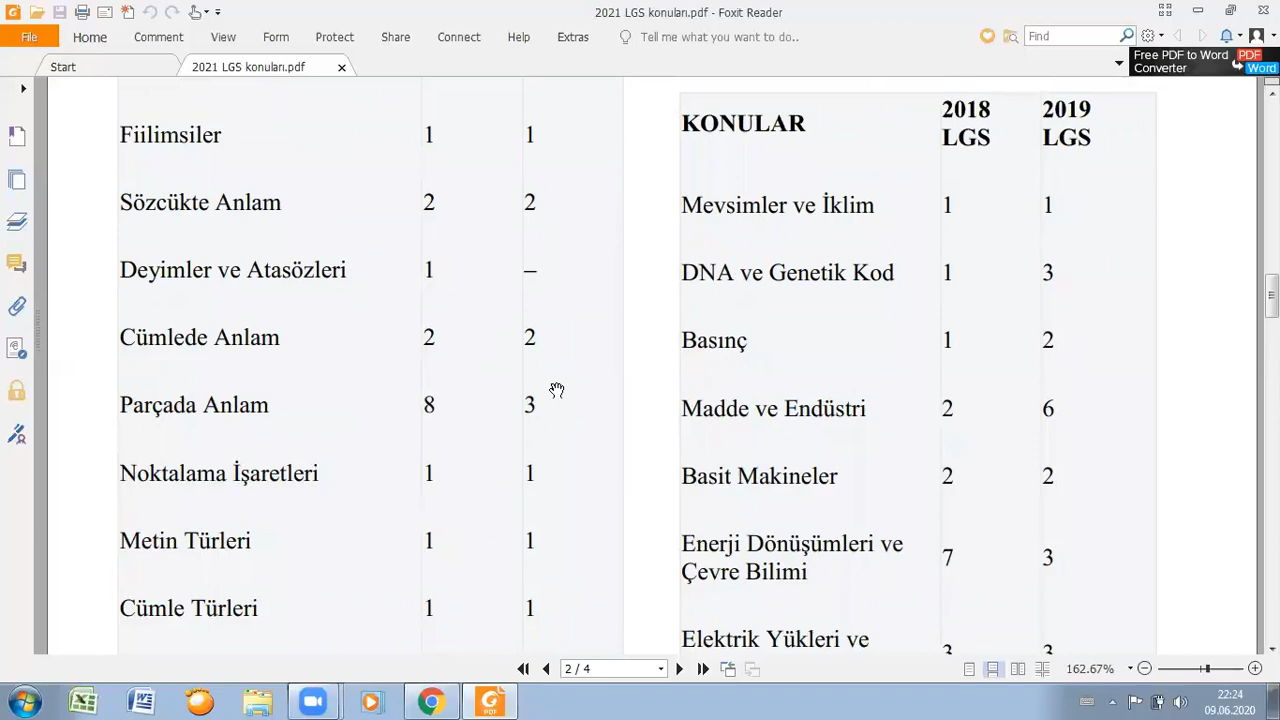 2021 LGS konuları.pdf - Foxit Reader
File Home Comment View Form Protect Share Connect Help Extras Tell me what you want to do... Find
Start 2021 LGS konuları.pdf
Free PDF to Word PDF
Converter Word
Fiilimsiler 1 1
Sözcükte Anlam 2 2
Deyimler ve Atasözleri 1 –
Cümlede Anlam 2 2
Parçada Anlam 8 3
Noktalama İşaretleri 1 1
Metin Türleri 1 1
Cümle Türleri 1 1
KONULAR 2018 2019
LGS LGS
Mevsimler ve İklim 1 1
DNA ve Genetik Kod 1 3
Basınç 1 2
Madde ve Endüstri 2 6
Basit Makineler 2 2
Enerji Dönüşümleri ve
Çevre Bilimi 7 3
Elektrik Yükleri ve
3 3
2 / 4 162.67%
PDF
22:24
09.06.2020